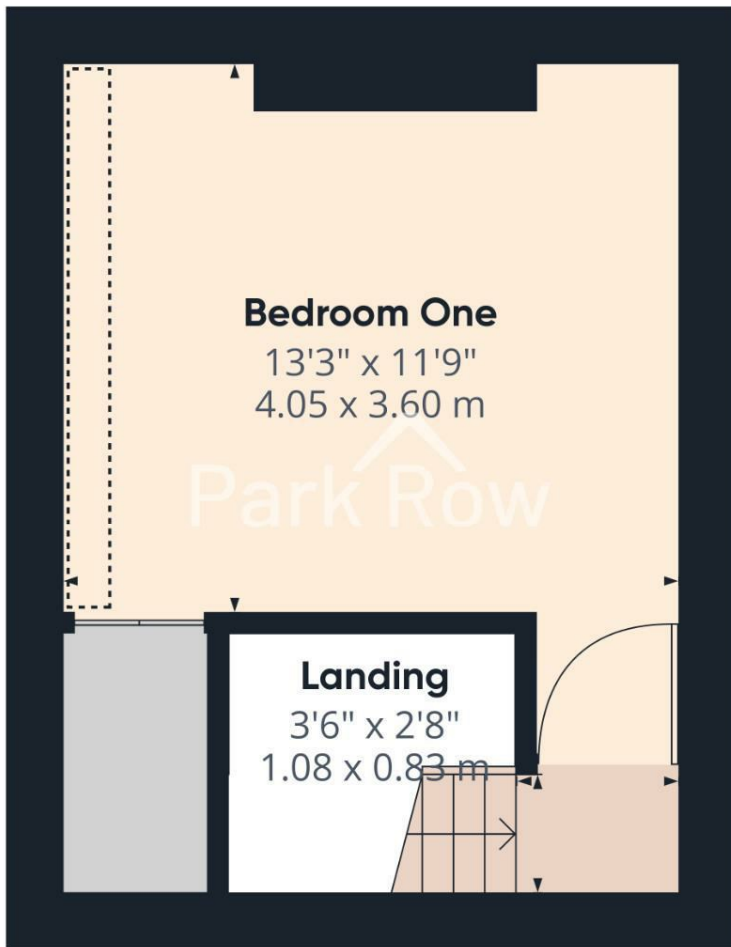 Bedroom One
13'3" x 11'9"
4.05 x 3.60 m
Park Row
Landing
3'6" x 2'8"
1.08 x 0.83 m